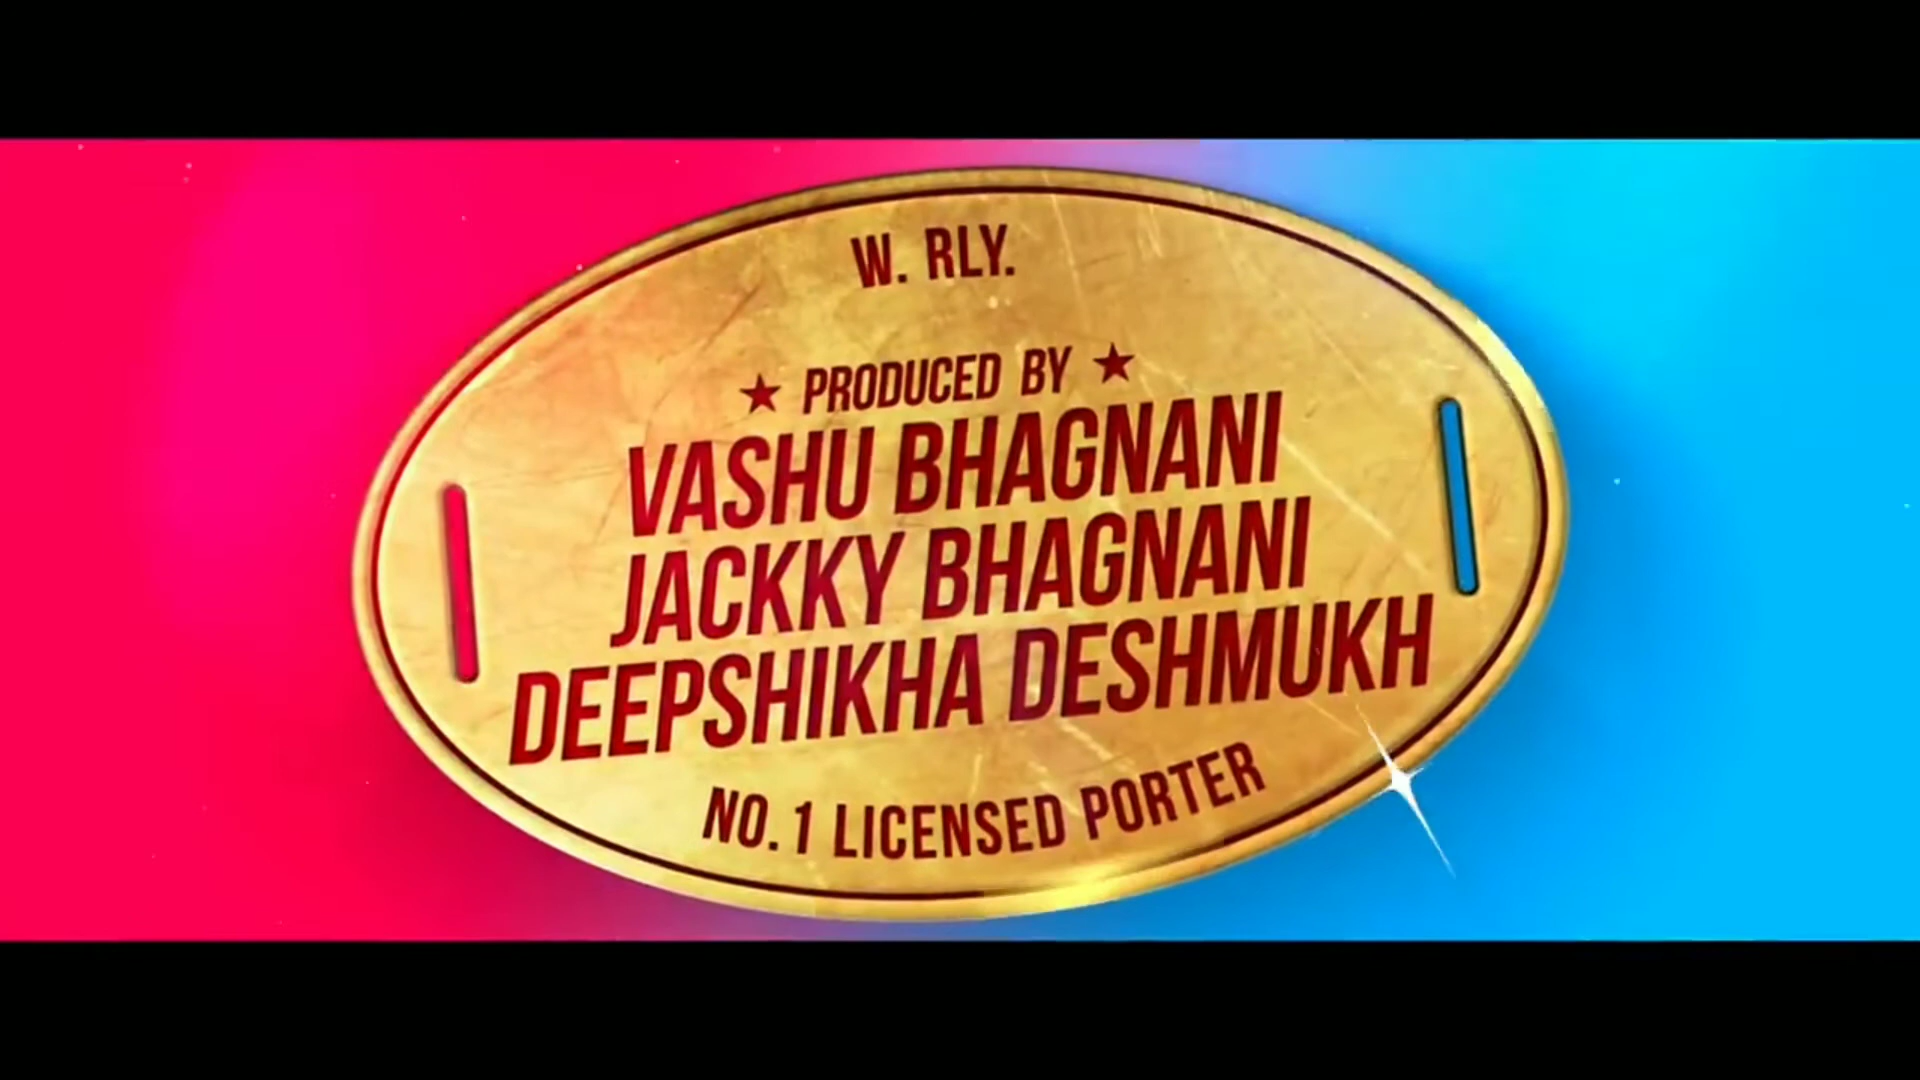 W. RLY.
★ PRODUCED BY ★
VASHU BHAGNANI
JACKKY BHAGNANI
DEEPSHIKHA DESHMUKH
NO. 1 LICENSED PORTER